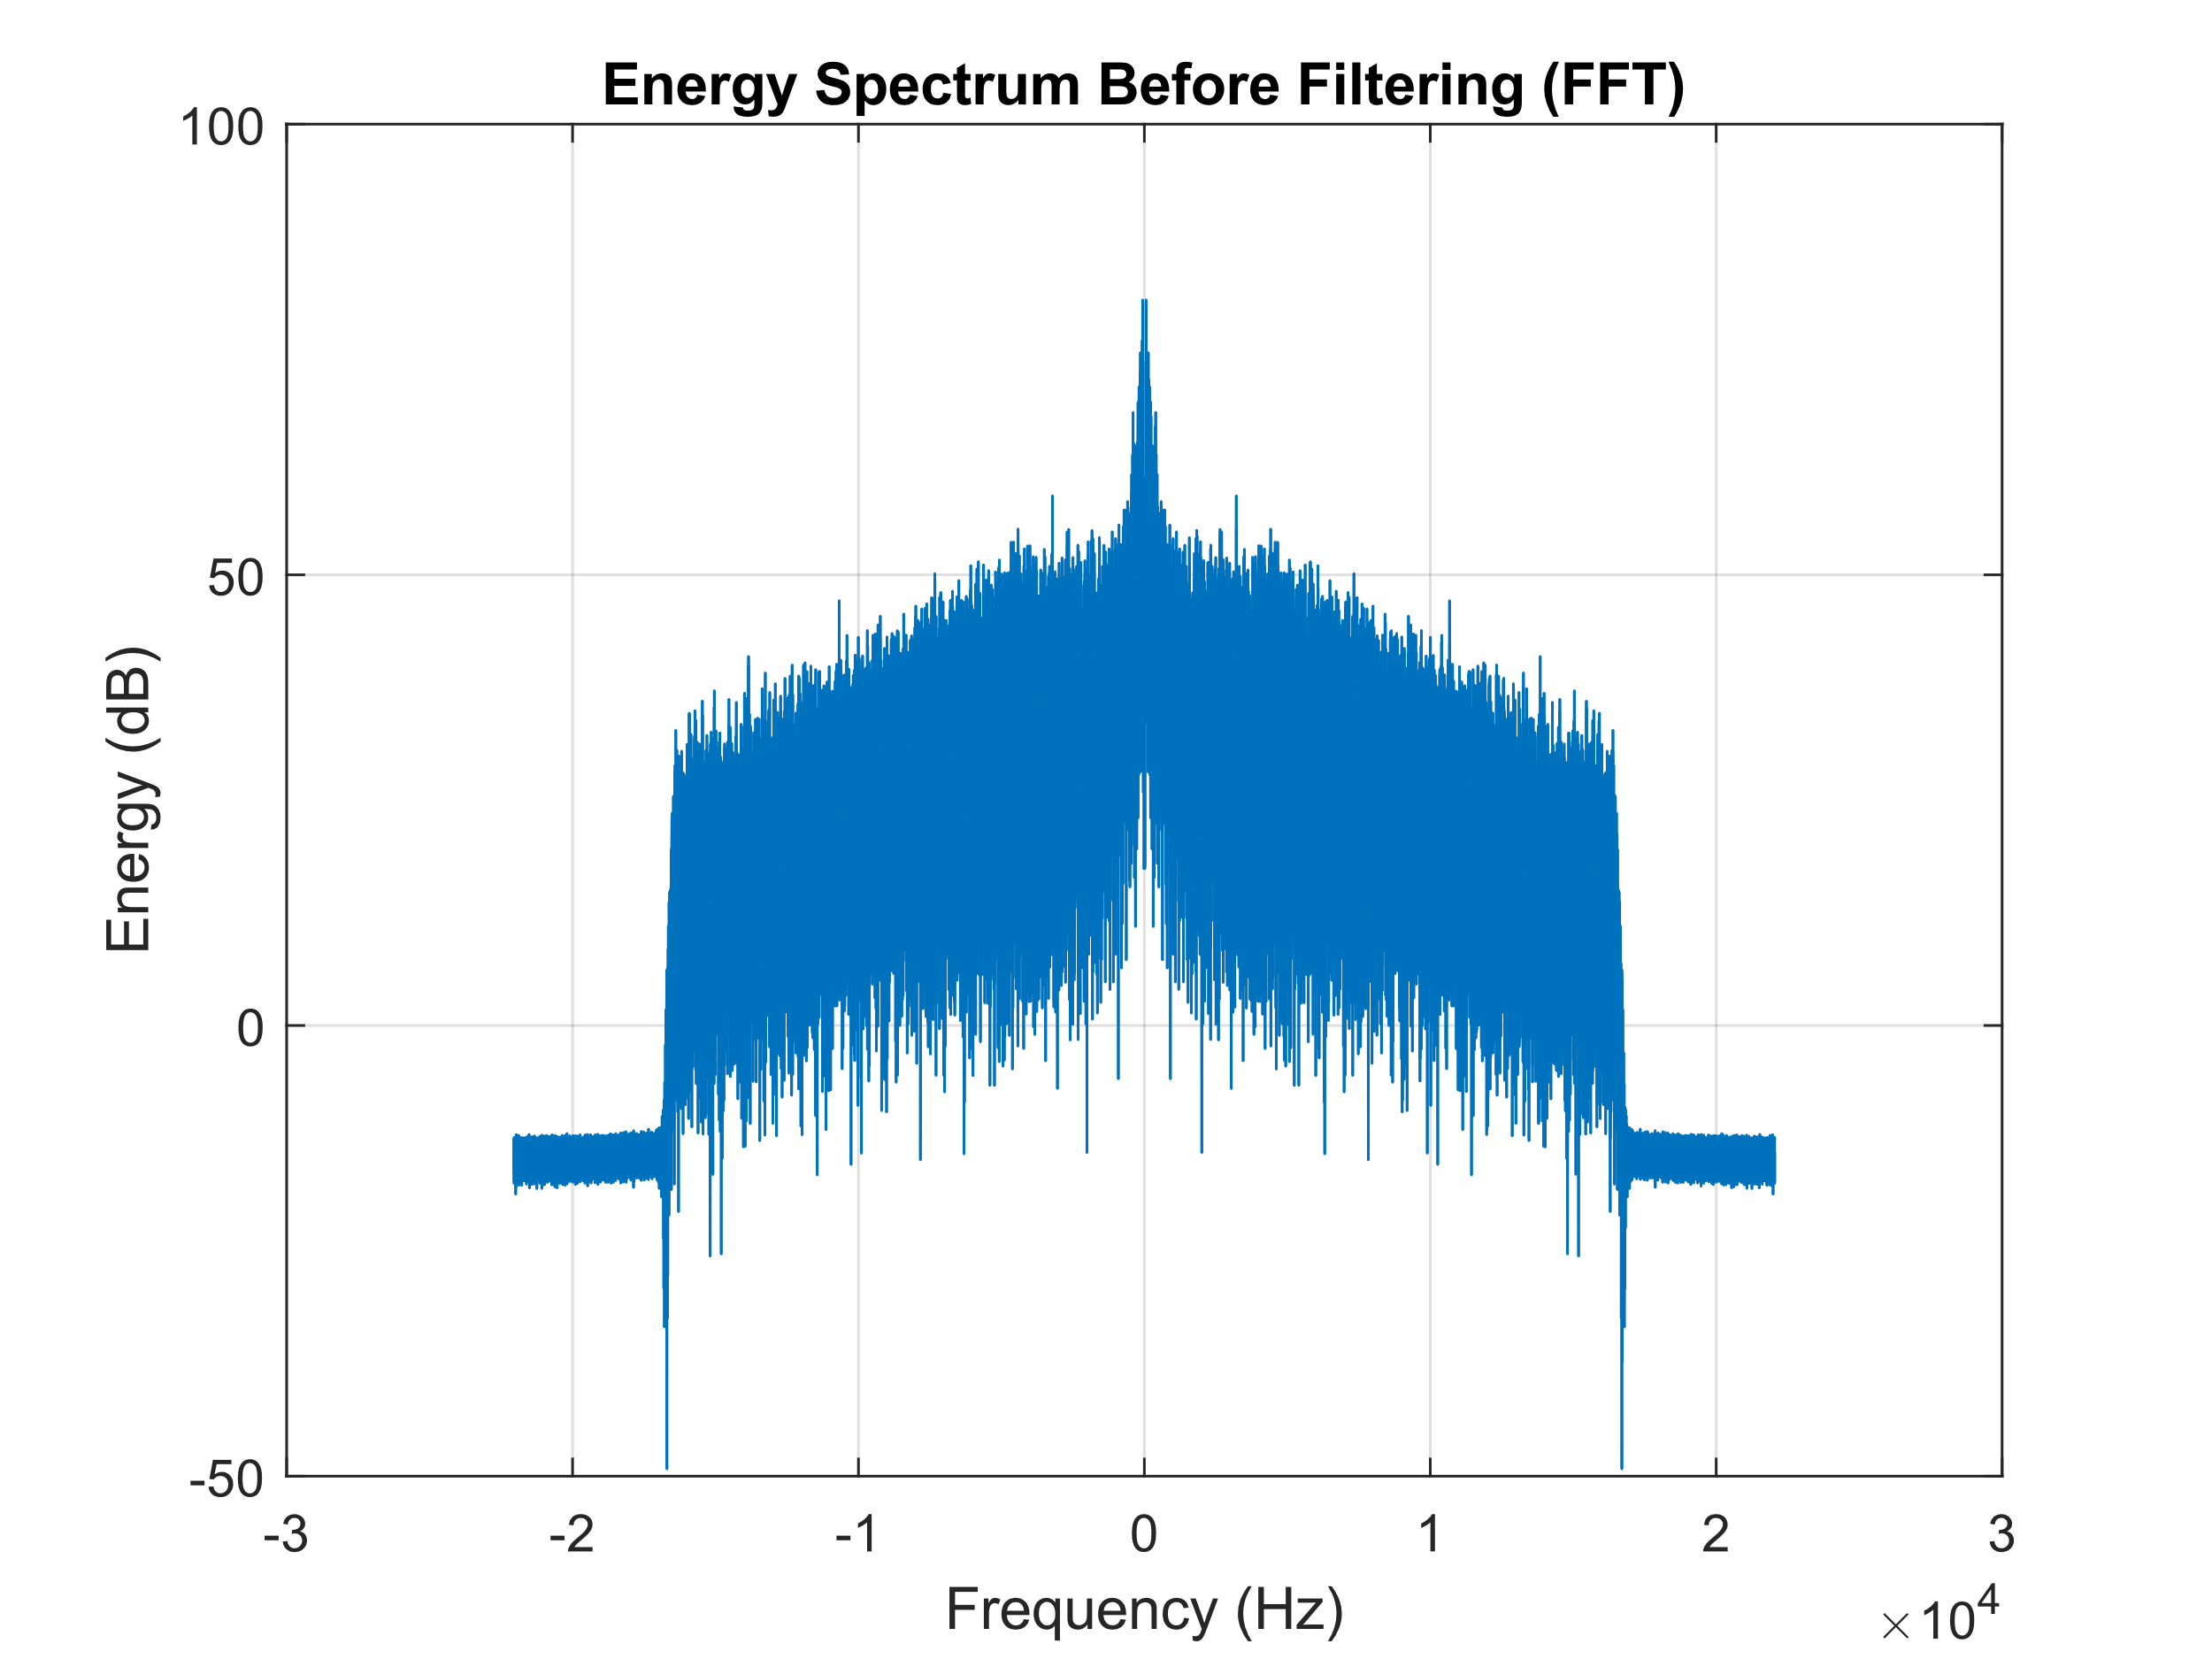 Energy Spectrum Before Filtering (FFT)
100
50
0
-50
Energy (dB)
-3 -2 -1 0 1 2 3
Frequency (Hz)
×10⁴